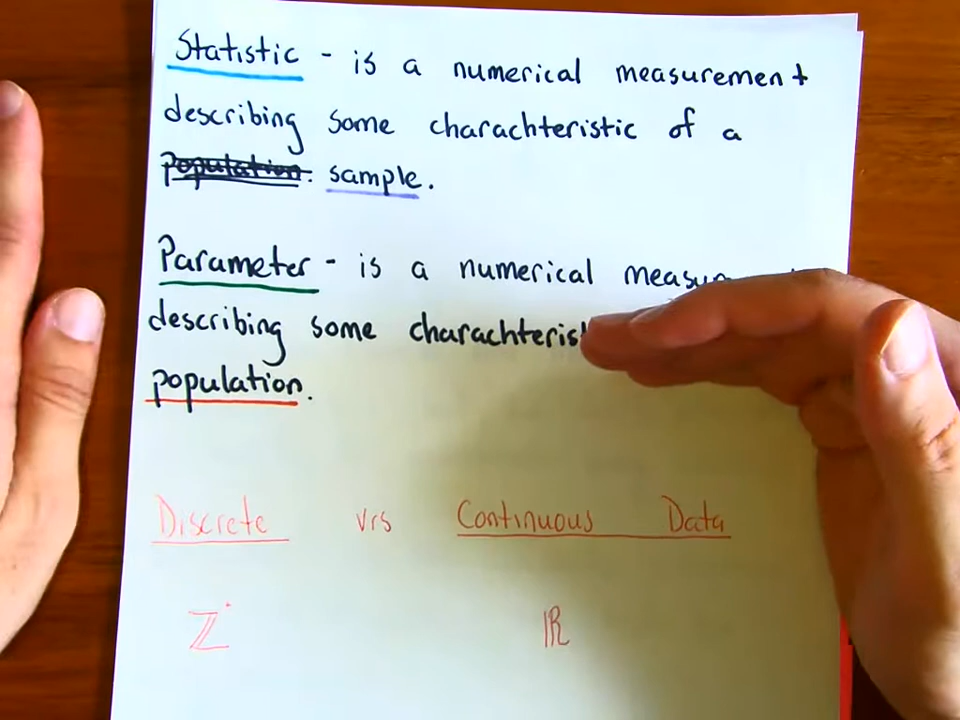 Statistic - is a numerical measurement
describing some charachteristic of a
population. sample.
Parameter - is a numerical
describing some
population.
Discrete vrs Continuous Data
ℤ ℝ